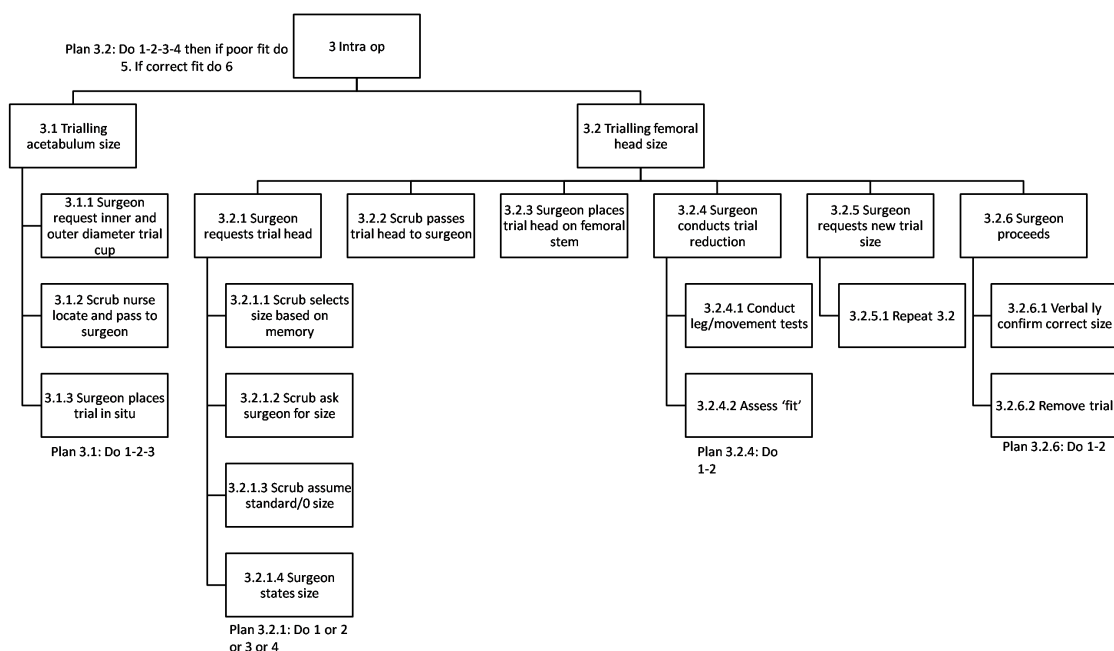 Plan 3.2: Do 1-2-3-4 then if poor fit do
5. If correct fit do 6
3 Intra op
3.1 Trialling
acetabulum size
3.2 Trialling femoral
head size
3.1.1 Surgeon
request inner and
outer diameter trial
cup
3.1.2 Scrub nurse
locate and pass to
surgeon
3.1.3 Surgeon places
trial in situ
Plan 3.1: Do 1-2-3
3.2.1 Surgeon
requests trial head
3.2.1.1 Scrub selects
size based on
memory
3.2.1.2 Scrub ask
surgeon for size
3.2.1.3 Scrub assume
standard/0 size
3.2.1.4 Surgeon
states size
Plan 3.2.1: Do 1 or 2
or 3 or 4
3.2.2 Scrub passes
trial head to surgeon
3.2.3 Surgeon places
trial head on femoral
stem
3.2.4 Surgeon
conducts trial
reduction
3.2.4.1 Conduct
leg/movement tests
3.2.4.2 Assess ‘fit’
Plan 3.2.4: Do
1-2
3.2.5 Surgeon
requests new trial
size
3.2.5.1 Repeat 3.2
3.2.6 Surgeon
proceeds
3.2.6.1 Verbal ly
confirm correct size
3.2.6.2 Remove trial
Plan 3.2.6: Do 1-2